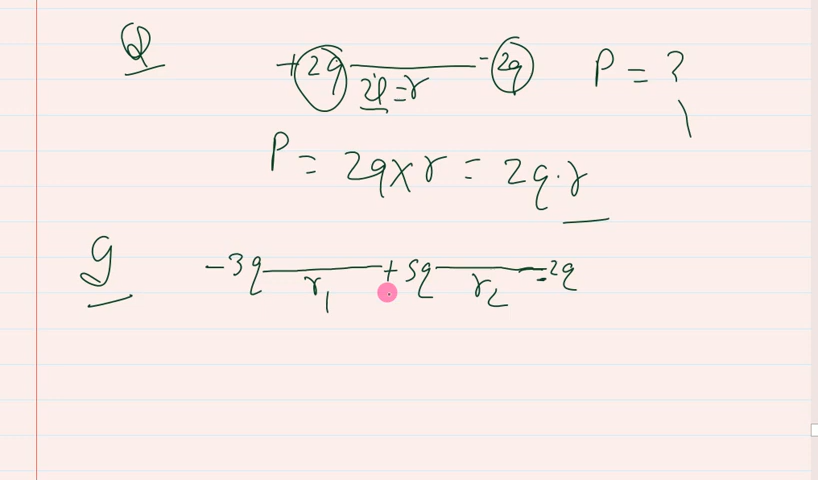 Q +2q 2l=r -2q P = ?
P = 2q×r = 2q.r
g -3q r1 +5q r2 -2q